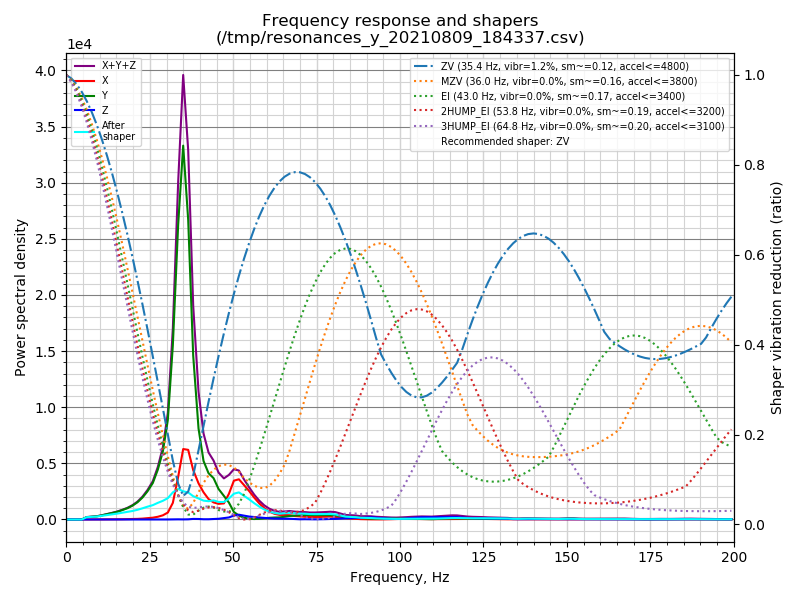 Frequency response and shapers
(/tmp/resonances_y_20210809_184337.csv)
1e4
X+Y+Z
X
Y
Z
After
shaper
ZV (35.4 Hz, vibr=1.2%, sm~=0.12, accel<=4800)
MZV (36.0 Hz, vibr=0.0%, sm~=0.16, accel<=3800)
EI (43.0 Hz, vibr=0.0%, sm~=0.17, accel<=3400)
2HUMP_EI (53.8 Hz, vibr=0.0%, sm~=0.19, accel<=3200)
3HUMP_EI (64.8 Hz, vibr=0.0%, sm~=0.20, accel<=3100)
Recommended shaper: ZV
Power spectral density
4.0
3.5
3.0
2.5
2.0
1.5
1.0
0.5
0.0
1.0
0.8
0.6
0.4
0.2
0.0
Shaper vibration reduction (ratio)
0 25 50 75 100 125 150 175 200
Frequency, Hz